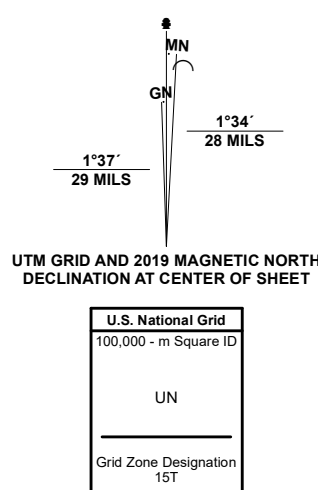 MN
GN
1°34´
28 MILS
1°37´
29 MILS
UTM GRID AND 2019 MAGNETIC NORTH
DECLINATION AT CENTER OF SHEET
U.S. National Grid
100,000 - m Square ID
UN
Grid Zone Designation
15T